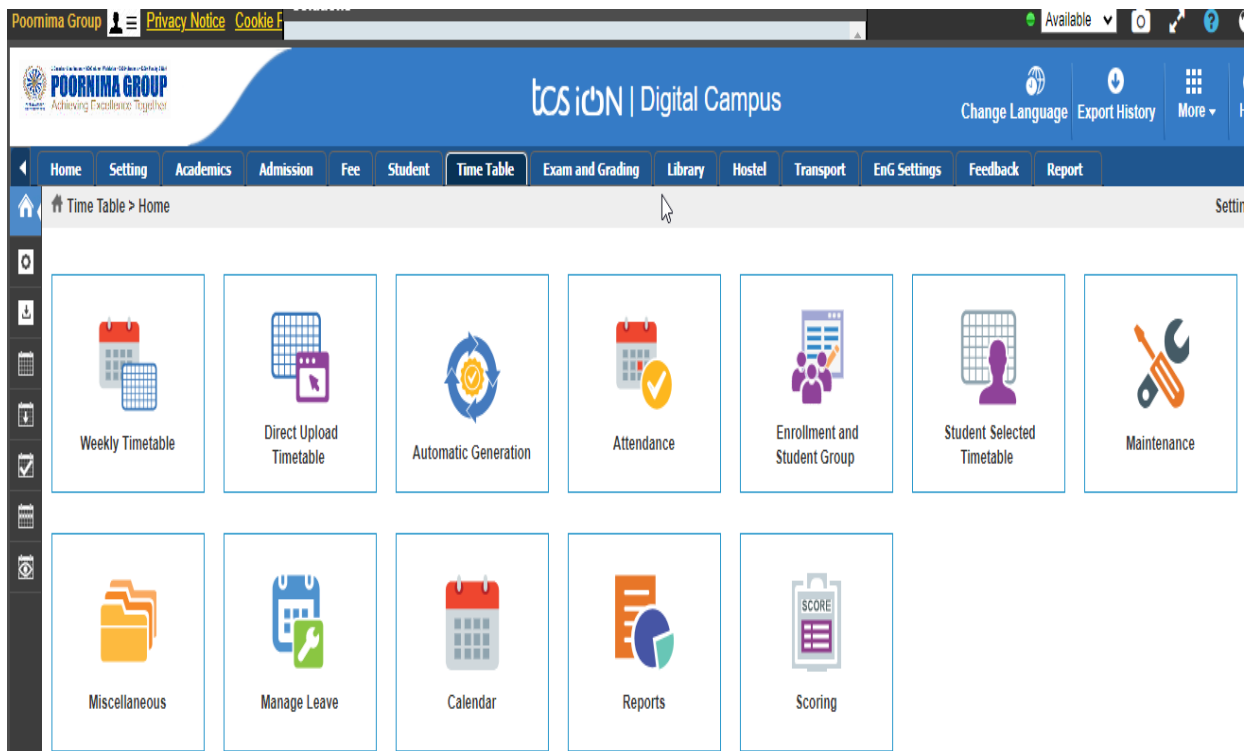 Poornima Group Privacy Notice Cookie P Available
POORNIMA GROUP
Achieving Excellence Together
tcs iON | Digital Campus
Change Language Export History More
Home Setting Academics Admission Fee Student Time Table Exam and Grading Library Hostel Transport EnG Settings Feedback Report
Time Table > Home Settin
Weekly Timetable
Direct Upload
Timetable
Automatic Generation
Attendance
Enrollment and
Student Group
Student Selected
Timetable
Maintenance
Miscellaneous
Manage Leave
Calendar
Reports
SCORE
Scoring